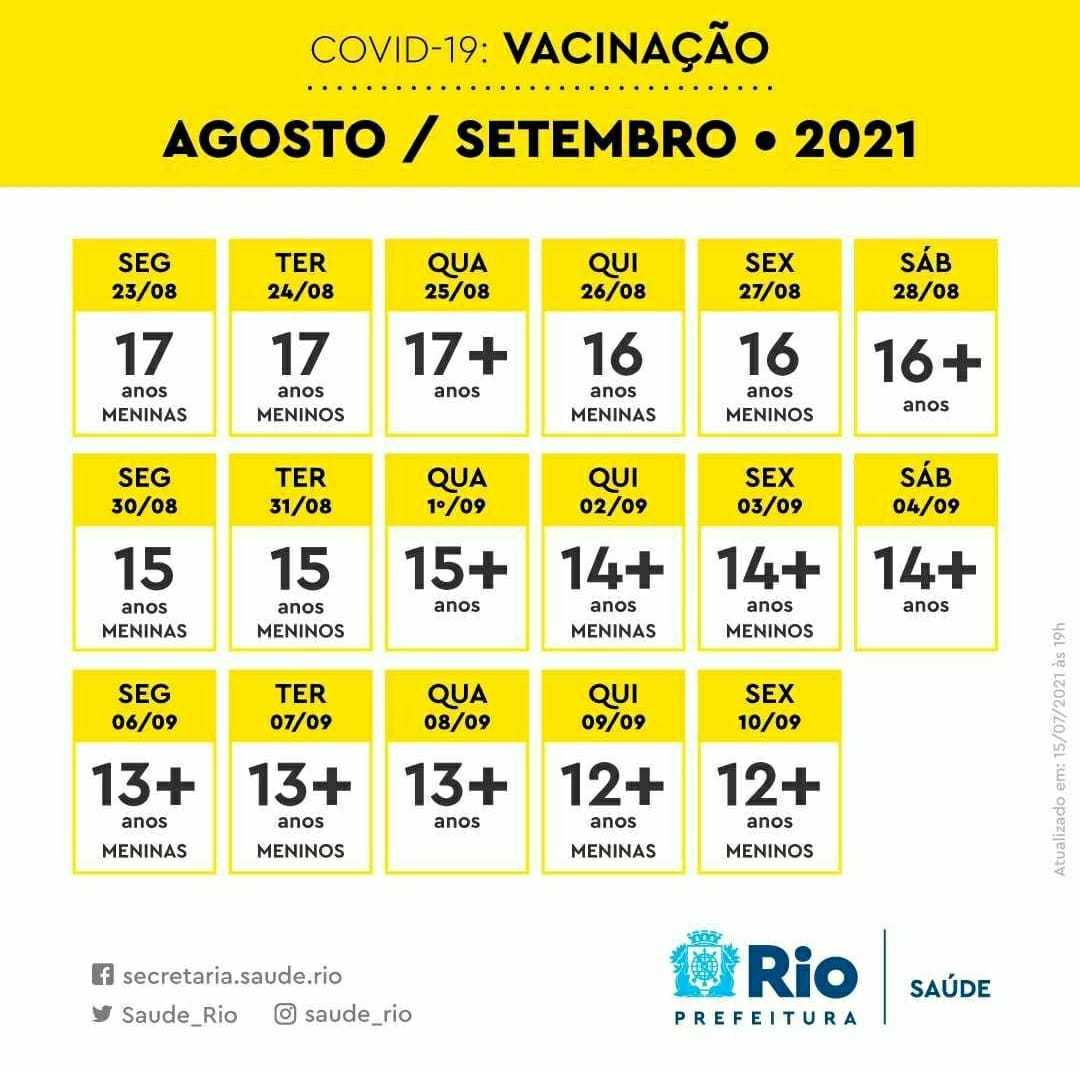 COVID-19: VACINAÇÃO
AGOSTO / SETEMBRO • 2021
SEG
23/08
17
anos
MENINAS
TER
24/08
17
anos
MENINOS
QUA
25/08
17+
anos
QUI
26/08
16
anos
MENINAS
SEX
27/08
16
anos
MENINOS
SÁB
28/08
16+
anos
SEG
30/08
15
anos
MENINAS
TER
31/08
15
anos
MENINOS
QUA
1º/09
15+
anos
QUI
02/09
14+
anos
MENINAS
SEX
03/09
14+
anos
MENINOS
SÁB
04/09
14+
anos
SEG
06/09
13+
anos
MENINAS
TER
07/09
13+
anos
MENINOS
QUA
08/09
13+
anos
QUI
09/09
12+
anos
MENINAS
SEX
10/09
12+
anos
MENINOS
Atualizado em: 15/07/2021 às 19h
secretaria.saude.rio
Saude_Rio
saude_rio
Rio
PREFEITURA
SAÚDE